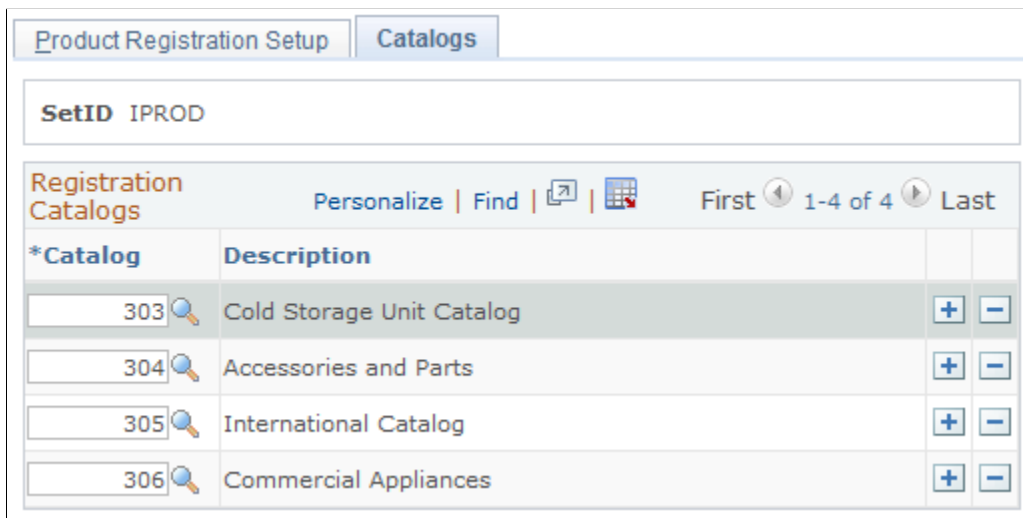 Product Registration Setup Catalogs
SetID IPROD
Registration Catalogs Personalize | Find | | First 1-4 of 4 Last
*Catalog Description
303 Cold Storage Unit Catalog
304 Accessories and Parts
305 International Catalog
306 Commercial Appliances